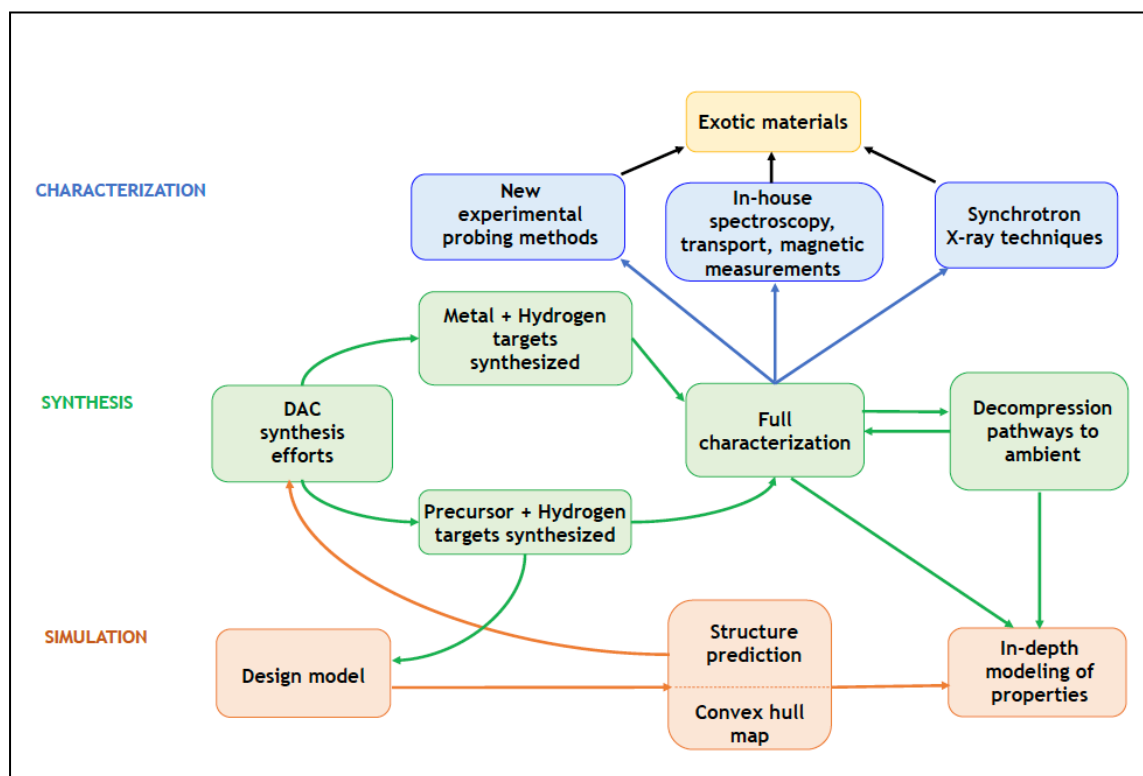 Exotic materials
CHARACTERIZATION
New
experimental
probing methods
In-house
spectroscopy,
transport, magnetic
measurements
Synchrotron
X-ray techniques
Metal + Hydrogen
targets
synthesized
SYNTHESIS
DAC
synthesis
efforts
Full
characterization
Decompression
pathways to
ambient
Precursor + Hydrogen
targets synthesized
SIMULATION
Design model
Structure
prediction
Convex hull
map
In-depth
modeling of
properties